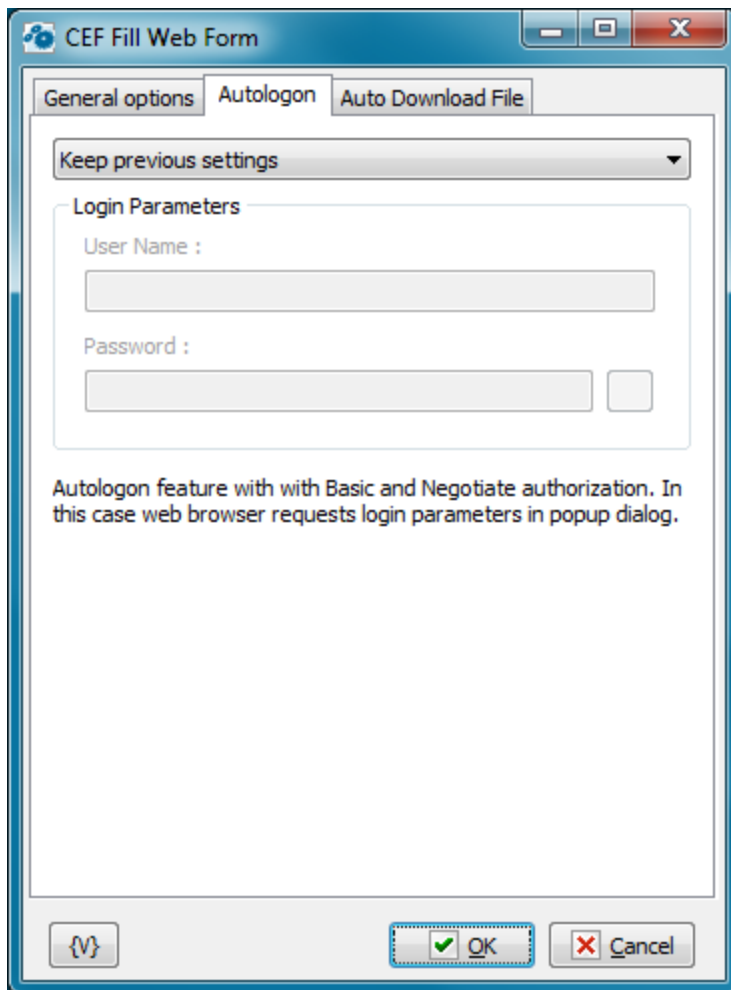 CEF Fill Web Form
General options Autologon Auto Download File
Keep previous settings
Login Parameters
User Name :
Password :
Autologon feature with with Basic and Negotiate authorization. In
this case web browser requests login parameters in popup dialog.
{V} OK Cancel